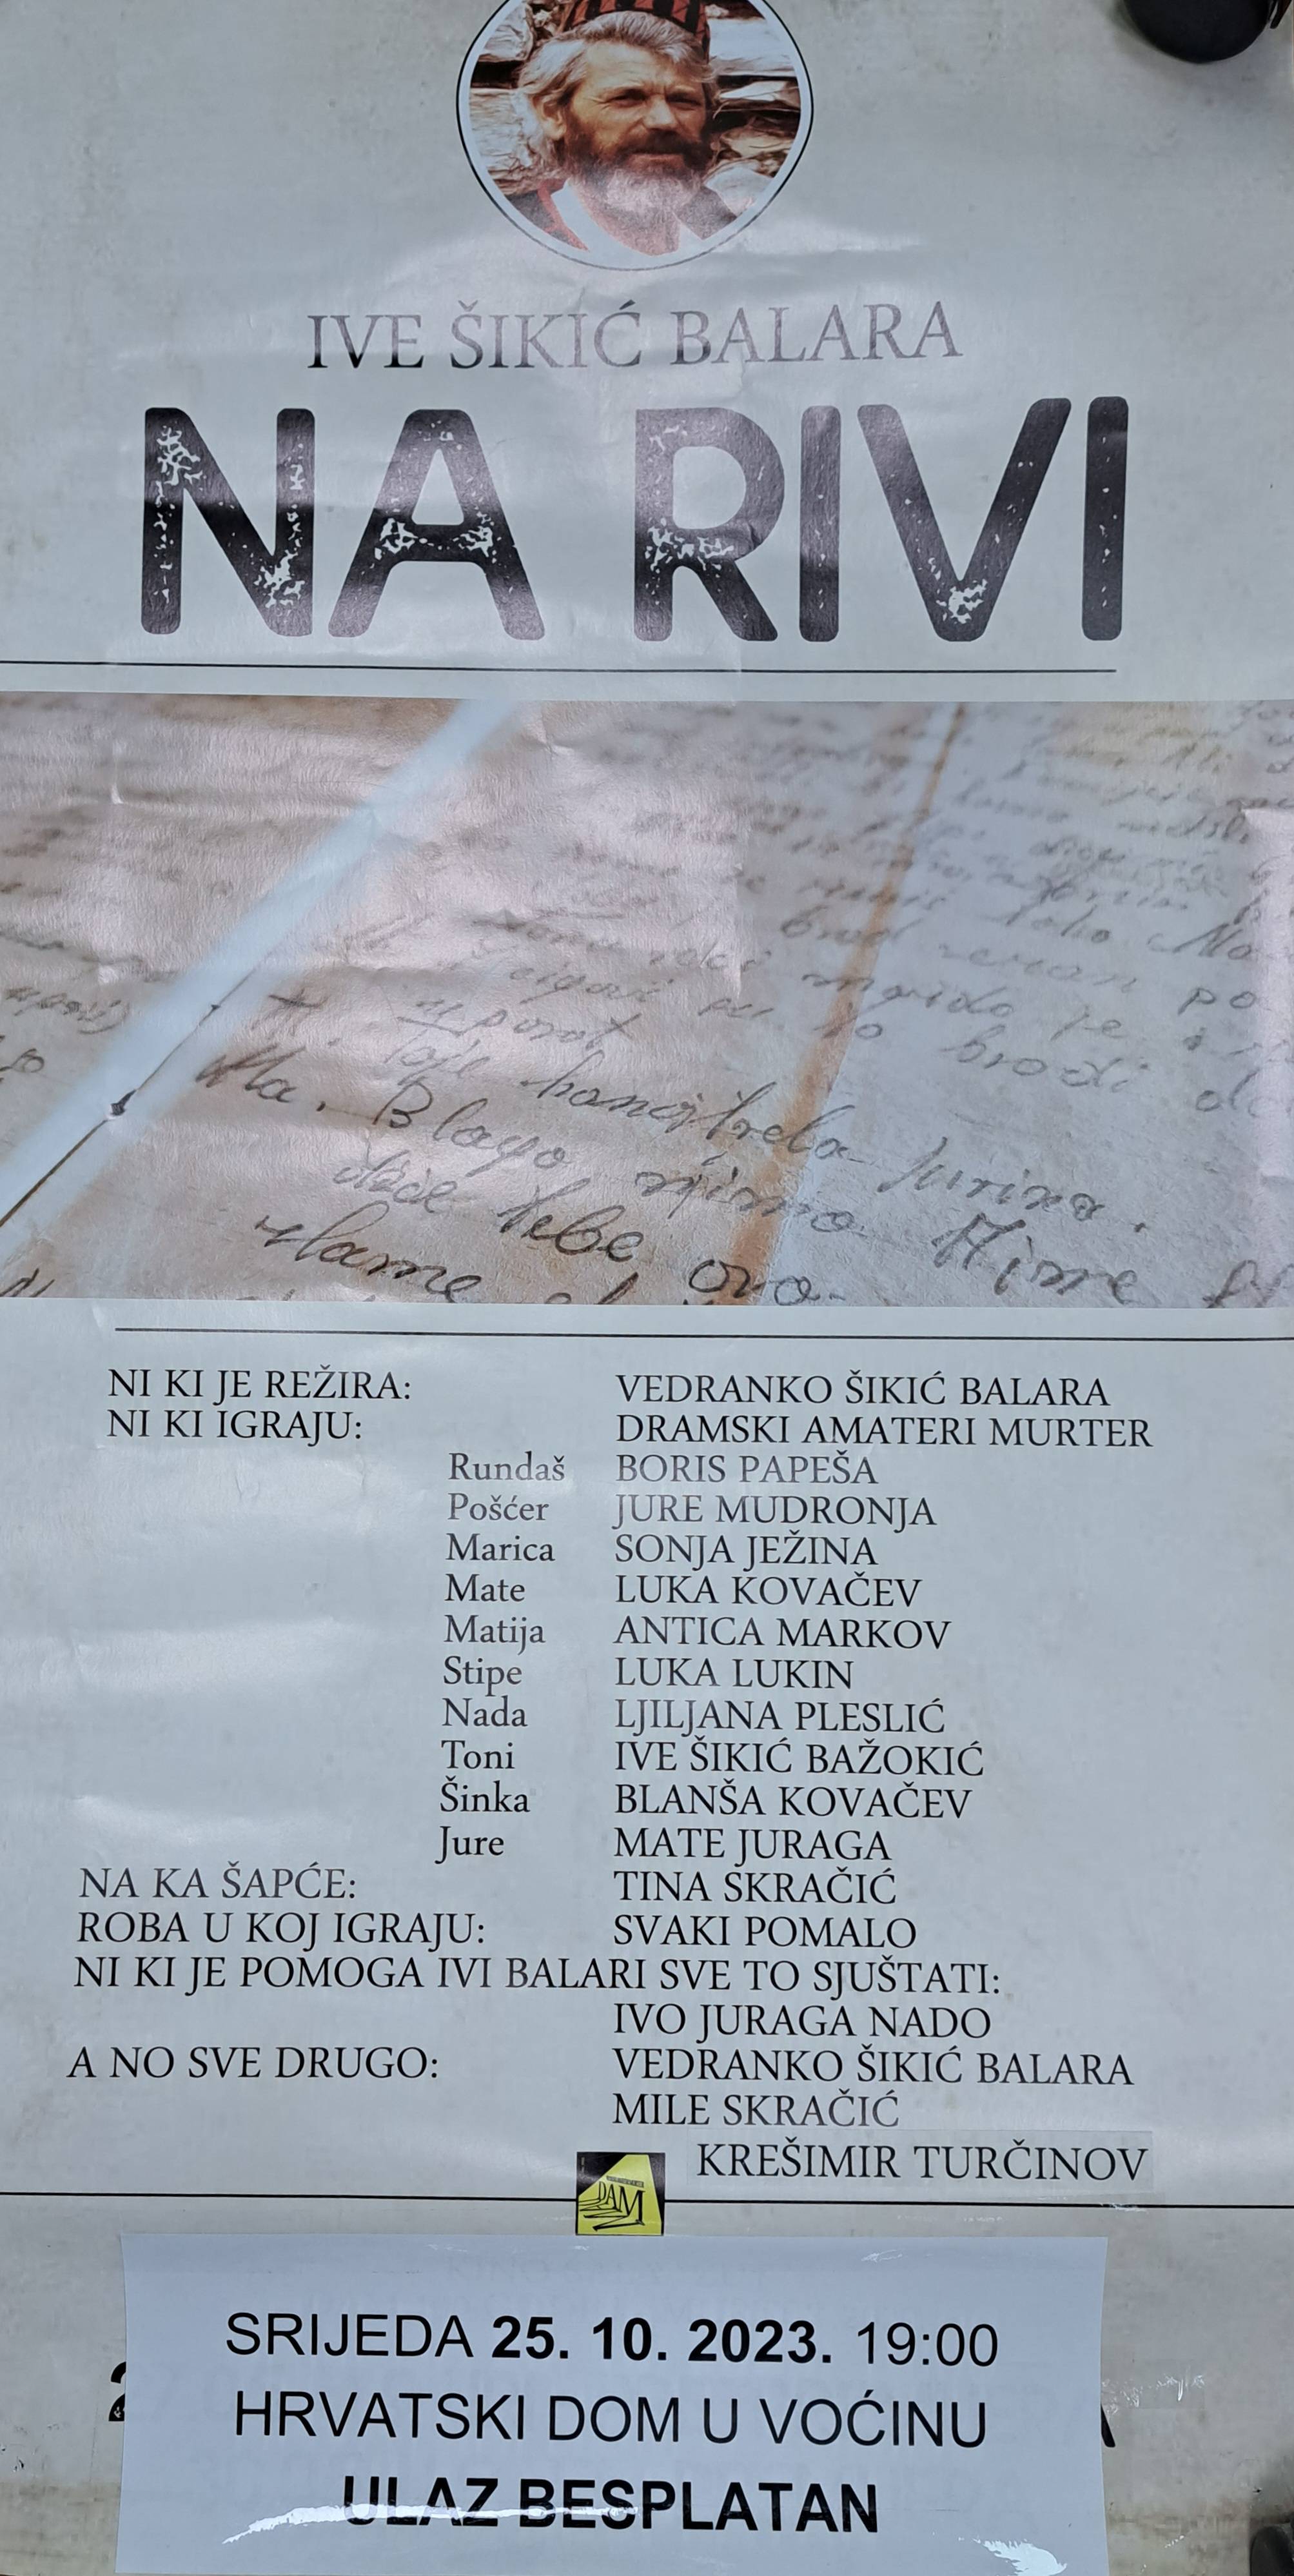 IVE ŠIKIĆ BALARA
NA RIVI
Ma. Blago
tebe ova
NI KI JE REŽIRA: VEDRANKO ŠIKIĆ BALARA
NI KI IGRAJU: DRAMSKI AMATERI MURTER
Rundaš BORIS PAPEŠA
Pošćer JURE MUDRONJA
Marica SONJA JEŽINA
Mate LUKA KOVAČEV
Matija ANTICA MARKOV
Stipe LUKA LUKIN
Nada LJILJANA PLESLIĆ
Toni IVE ŠIKIĆ BAŽOKIĆ
Šinka BLANŠA KOVAČEV
Jure MATE JURAGA
NA KA ŠAPĆE: TINA SKRAČIĆ
ROBA U KOJ IGRAJU: SVAKI POMALO
NI KI JE POMOGA IVI BALARI SVE TO SJUŠTATI:
IVO JURAGA NADO
A NO SVE DRUGO: VEDRANKO ŠIKIĆ BALARA
MILE SKRAČIĆ
KREŠIMIR TURČINOV
DAM
SRIJEDA 25. 10. 2023. 19:00
HRVATSKI DOM U VOĆINU
ULAZ BESPLATAN